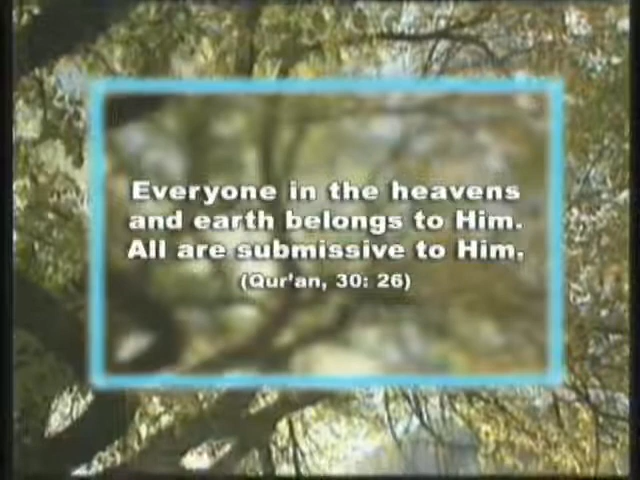 Everyone in the heavens
and earth belongs to Him.
All are submissive to Him.
(Qur'an, 30: 26)